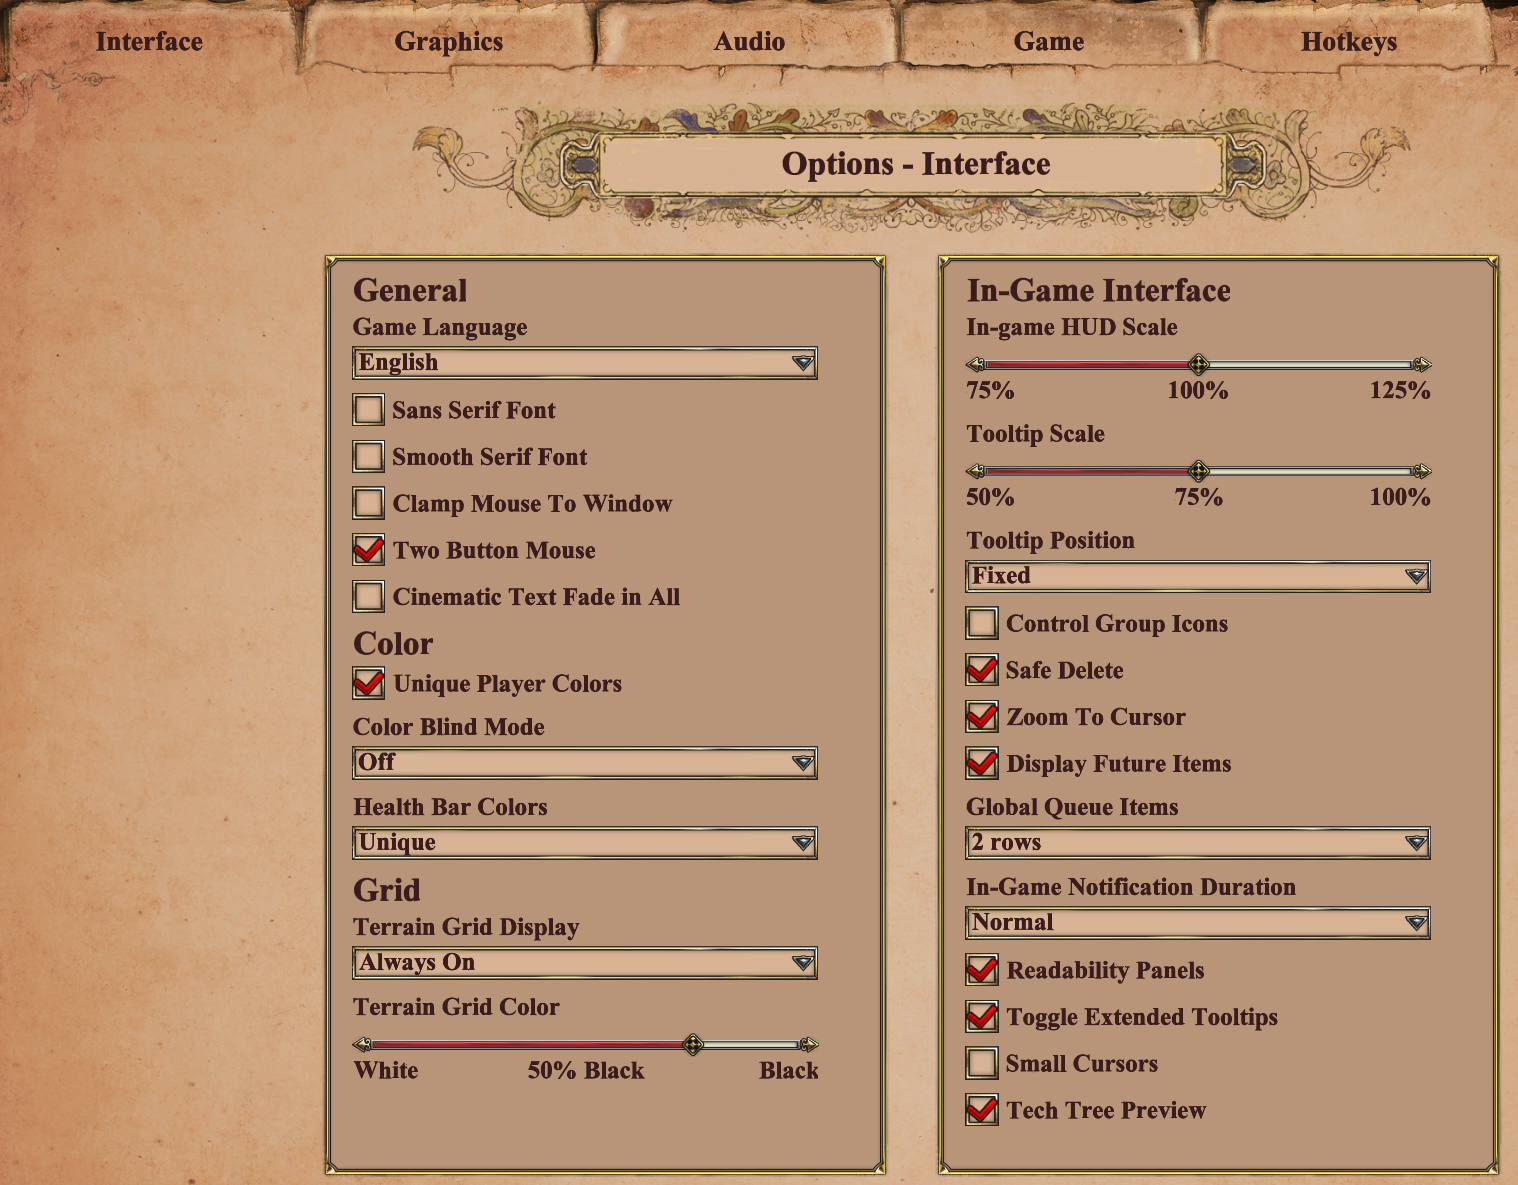 Interface
Graphics
Audio
Game
Hotkeys
Options - Interface
General
Game Language
English
Sans Serif Font
Smooth Serif Font
Clamp Mouse To Window
Two Button Mouse
Cinematic Text Fade in All
Color
Unique Player Colors
Color Blind Mode
Off
Health Bar Colors
Unique
Grid
Terrain Grid Display
Always On
Terrain Grid Color
White 50% Black Black
In-Game Interface
In-game HUD Scale
75% 100% 125%
Tooltip Scale
50% 75% 100%
Tooltip Position
Fixed
Control Group Icons
Safe Delete
Zoom To Cursor
Display Future Items
Global Queue Items
2 rows
In-Game Notification Duration
Normal
Readability Panels
Toggle Extended Tooltips
Small Cursors
Tech Tree Preview